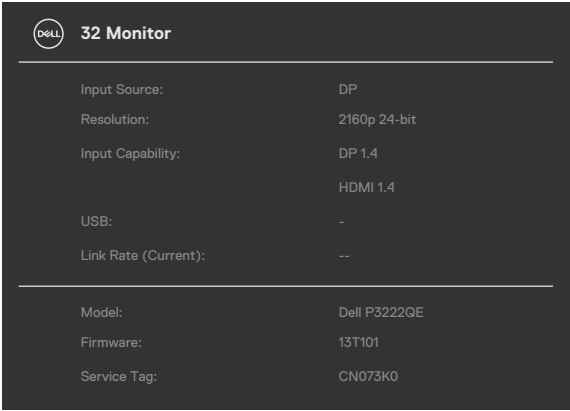 DELL 32 Monitor
Input Source: DP
Resolution: 2160p 24-bit
Input Capability: DP 1.4
HDMI 1.4
USB: -
Link Rate (Current): --
Model: Dell P3222QE
Firmware: 13T101
Service Tag: CN073K0